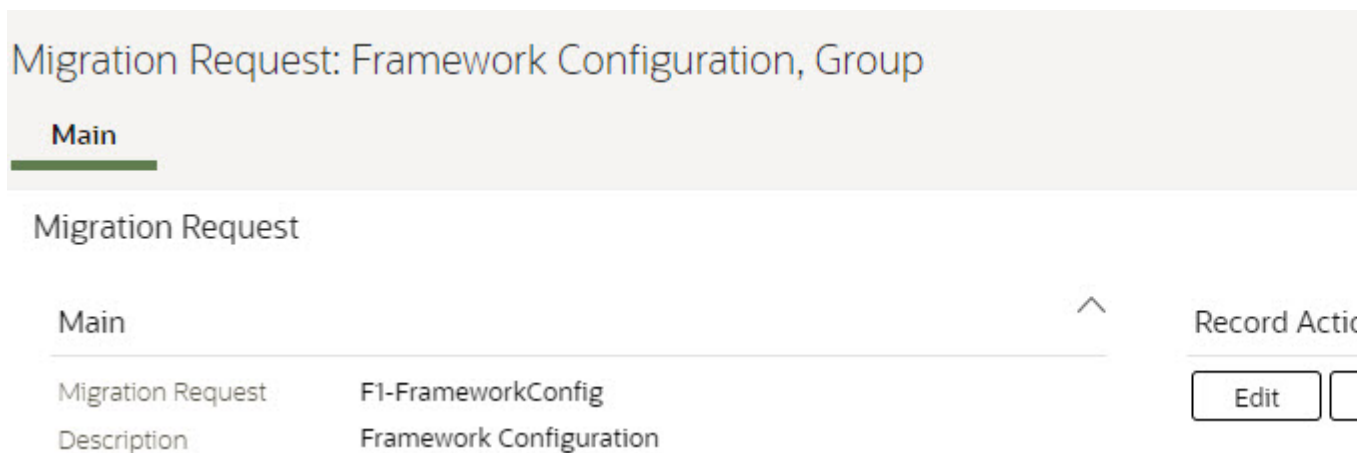 Migration Request: Framework Configuration, Group
Main
Migration Request
Main
Record
Migration Request F1-FrameworkConfig
Edit
Description Framework Configuration